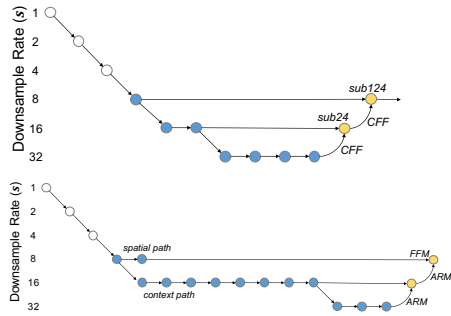 Downsample Rate (s)
1
2
4
8
16
32
sub124
sub24
CFF
CFF
Downsample Rate (s)
1
2
4
8
16
32
spatial path
context path
FFM
ARM
ARM